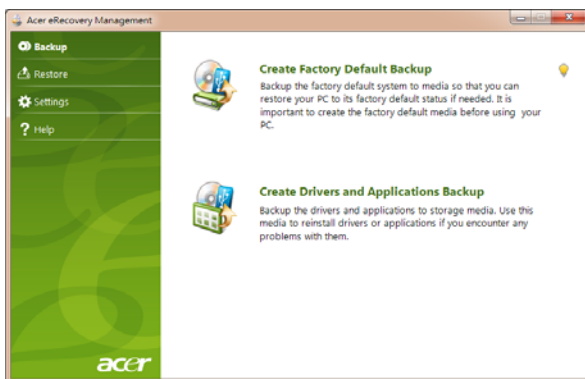 Acer eRecovery Management
Backup
Restore
Settings
Help
Create Factory Default Backup
Backup the factory default system to media so that you can
restore your PC to its factory default status if needed. It is
important to create the factory default media before using your
PC.
Create Drivers and Applications Backup
Backup the drivers and applications to storage media. Use this
media to reinstall drivers or applications if you encounter any
problems with them.
acer